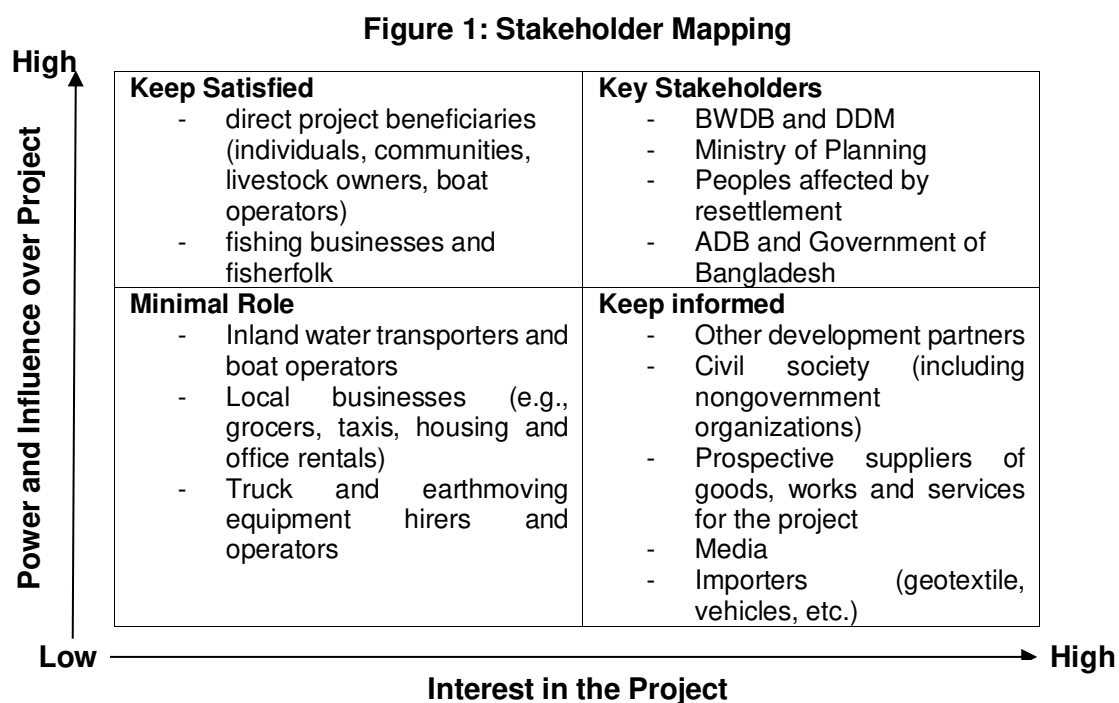 Figure 1: Stakeholder Mapping
High
Power and Influence over Project
Keep Satisfied
- direct project beneficiaries
(individuals, communities,
livestock owners, boat
operators)
- fishing businesses and
fisherfolk
Key Stakeholders
- BWDB and DDM
- Ministry of Planning
- Peoples affected by
resettlement
- ADB and Government of
Bangladesh
Minimal Role
- Inland water transporters and
boat operators
- Local businesses (e.g.,
grocers, taxis, housing and
office rentals)
- Truck and earthmoving
equipment hirers and
operators
Keep informed
- Other development partners
- Civil society (including
nongovernment
organizations)
- Prospective suppliers of
goods, works and services
for the project
- Media
- Importers (geotextile,
vehicles, etc.)
Low
High
Interest in the Project